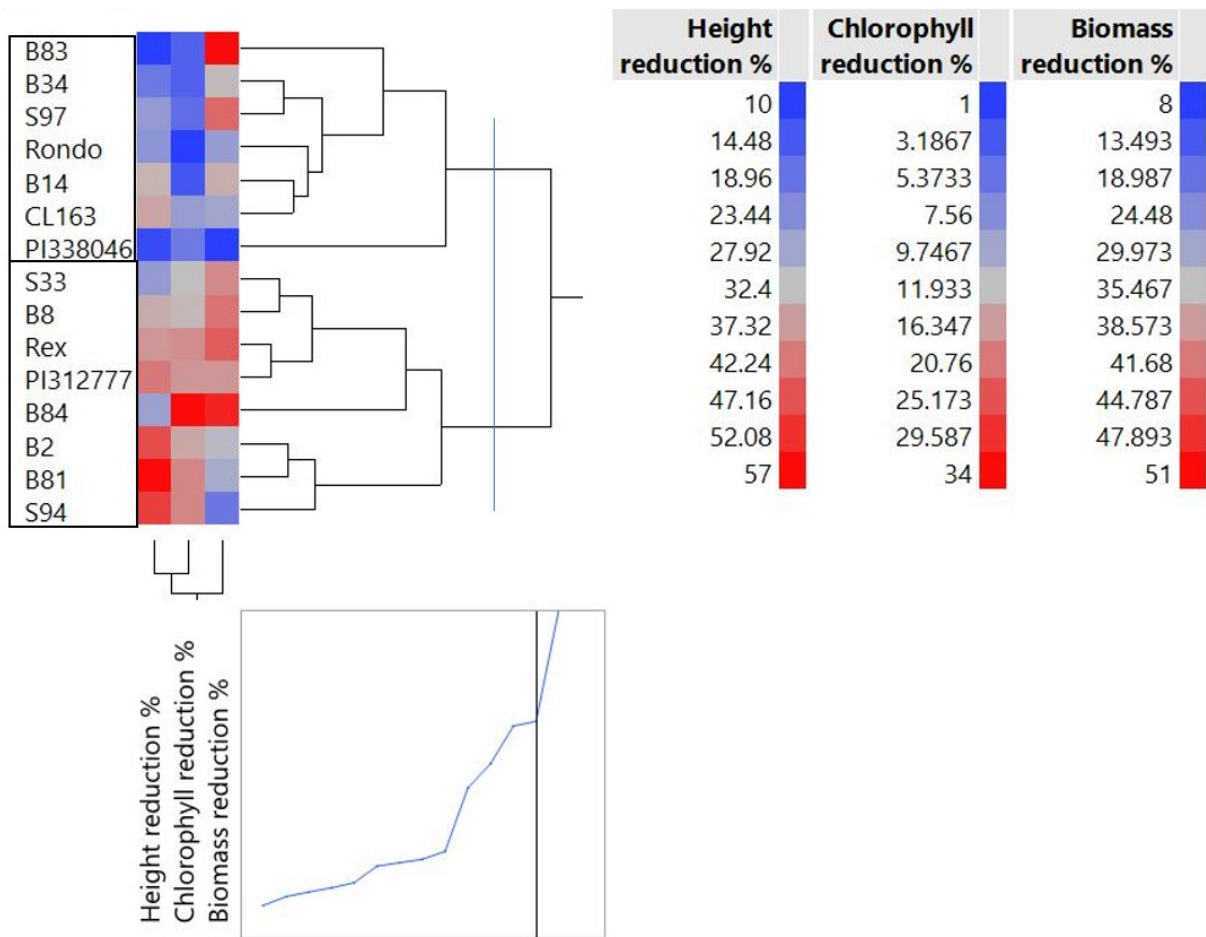 B83
B34
S97
Rondo
B14
CL163
PI338046
S33
B8
Rex
PI312777
B84
B2
B81
S94
Height reduction %
Chlorophyll reduction %
Biomass reduction %
Height
reduction %
10
14.48
18.96
23.44
27.92
32.4
37.32
42.24
47.16
52.08
57
Chlorophyll
reduction %
1
3.1867
5.3733
7.56
9.7467
11.933
16.347
20.76
25.173
29.587
34
Biomass
reduction %
8
13.493
18.987
24.48
29.973
35.467
38.573
41.68
44.787
47.893
51